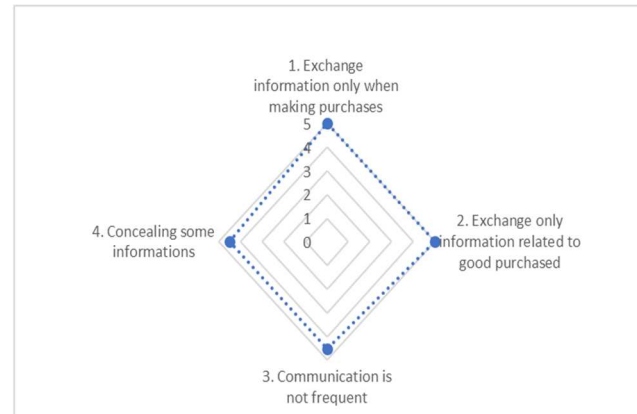 1. Exchange
information only when
making purchases
5
4
3
2
1
0
4. Concealing some
informations
2. Exchange only
information related to
good purchased
3. Communication is
not frequent